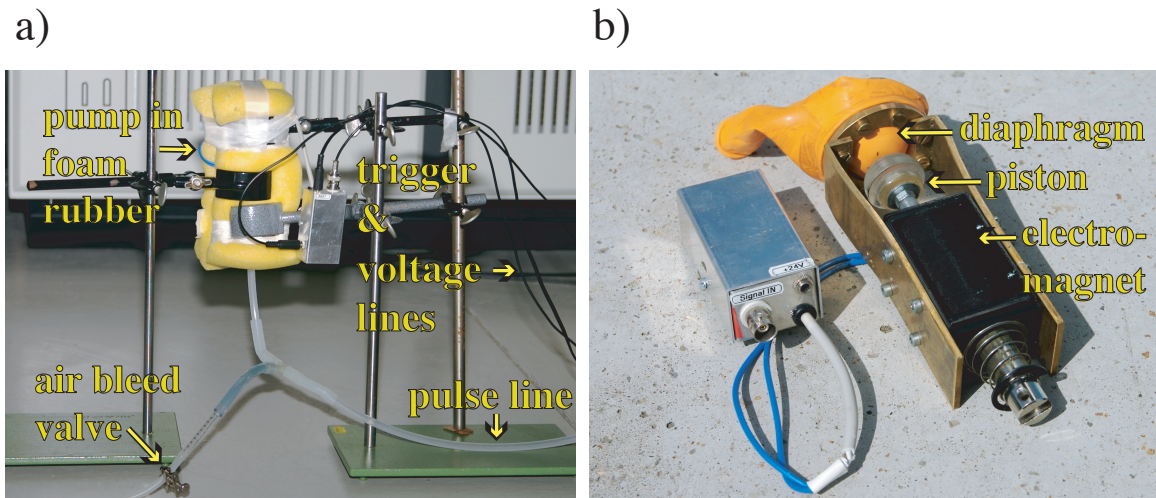 a)
b)
pump in
foam
rubber
trigger
&
voltage
lines
air bleed
valve
pulse line
diaphragm
piston
electro-
magnet
+24V
Signal IN